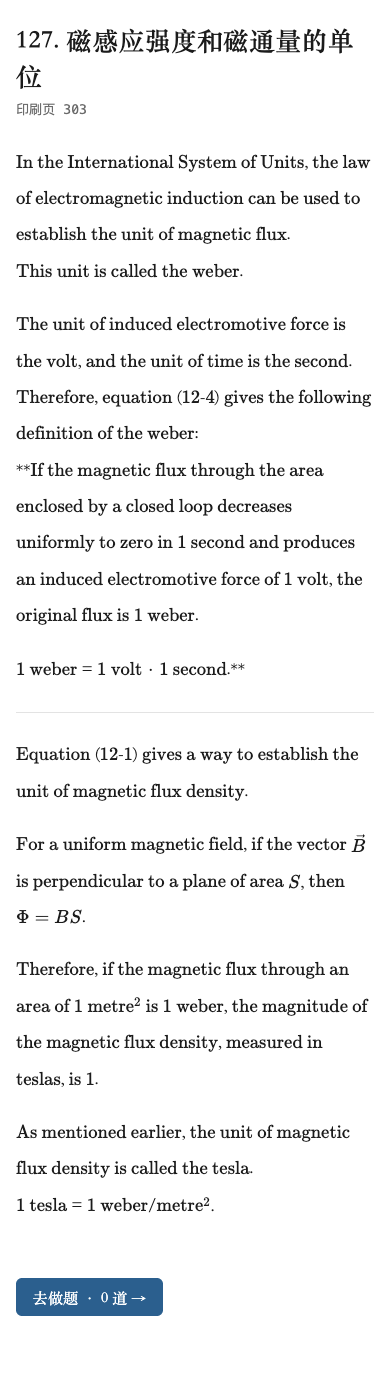 127. 磁感应强度和磁通量的单
位
印刷页 303
In the International System of Units, the law
of electromagnetic induction can be used to
establish the unit of magnetic flux.
This unit is called the weber.
The unit of induced electromotive force is
the volt, and the unit of time is the second.
Therefore, equation (12-4) gives the following
definition of the weber:
**If the magnetic flux through the area
enclosed by a closed loop decreases
uniformly to zero in 1 second and produces
an induced electromotive force of 1 volt, the
original flux is 1 weber.
1 weber = 1 volt · 1 second.**
Equation (12-1) gives a way to establish the
unit of magnetic flux density.
For a uniform magnetic field, if the vector B⃗
is perpendicular to a plane of area S, then
Φ = BS.
Therefore, if the magnetic flux through an
area of 1 metre² is 1 weber, the magnitude of
the magnetic flux density, measured in
teslas, is 1.
As mentioned earlier, the unit of magnetic
flux density is called the tesla.
1 tesla = 1 weber/metre².
去做题 · 0 道 →